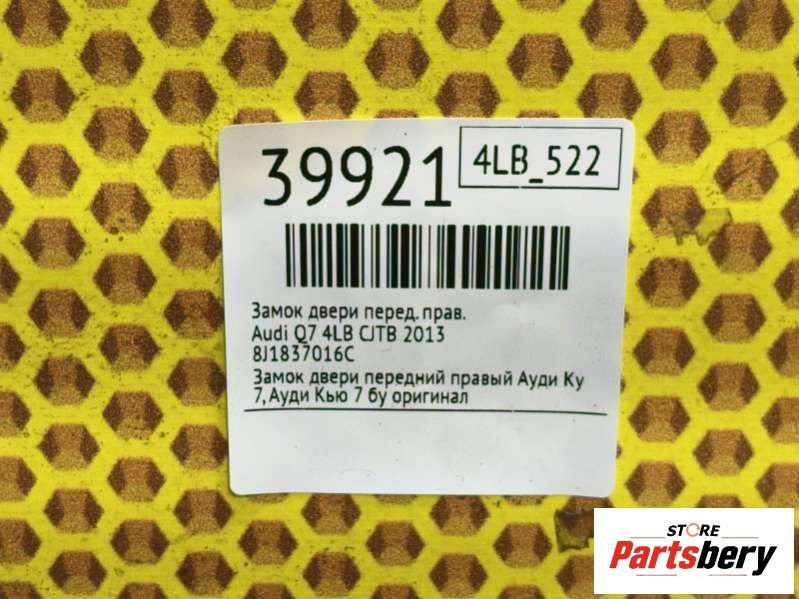 39921
4LB_522
Замок двери перед. прав.
Audi Q7 4LB CJTB 2013
8J1837016C
Замок двери передний правый Ауди Ку
7, Ауди Кью 7 бу оригинал
STORE
Partsbery